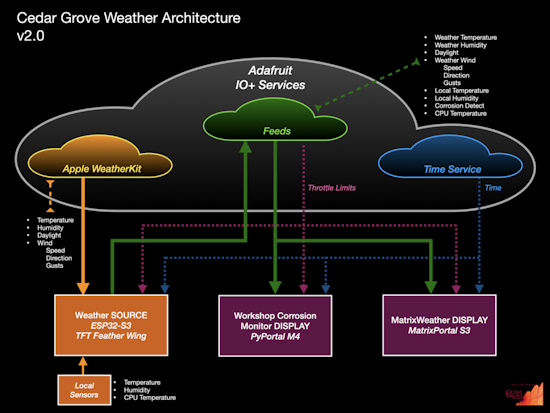 Cedar Grove Weather Architecture
v2.0
• Weather Temperature
• Weather Humidity
• Daylight
• Weather Wind
Speed
Direction
Gusts
• Local Temperature
• Local Humidity
• Corrosion Detect
• CPU Temperature
Adafruit
IO+ Services
Feeds
Apple WeatherKit
Time Service
Throttle Limits
Time
• Temperature
• Humidity
• Daylight
• Wind
Speed
Direction
Gusts
Weather SOURCE
ESP32-S3
TFT Feather Wing
Workshop Corrosion
Monitor DISPLAY
PyPortal M4
MatrixWeather DISPLAY
MatrixPortal S3
Local
Sensors
• Temperature
• Humidity
• CPU Temperature